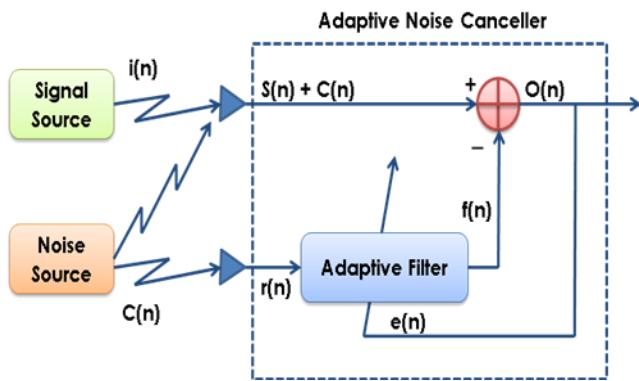 Adaptive Noise Canceller
i(n)
Signal
Source
S(n) + C(n)
+
O(n)
–
f(n)
Noise
Source
C(n)
r(n)
Adaptive Filter
e(n)